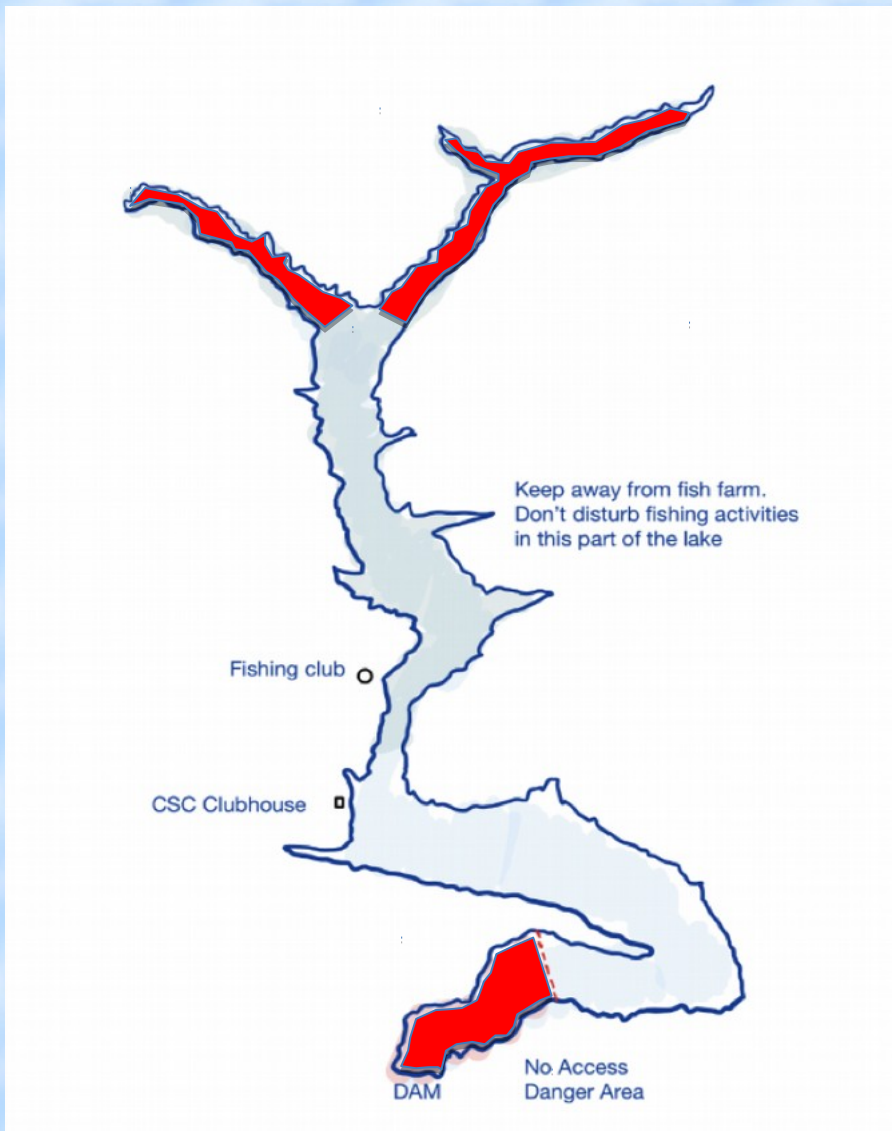 Keep away from fish farm.
Don't disturb fishing activities
in this part of the lake
Fishing club
CSC Clubhouse
No Access
Danger Area
DAM